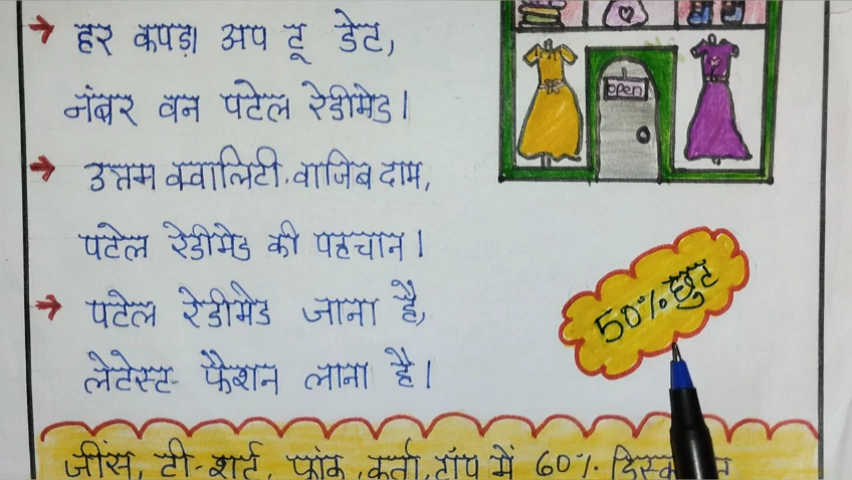 हर कपड़ा अप टू डेट,
नंबर वन पटेल रेडीमेड।
उत्तम क्वालिटी, वाजिब दाम,
पटेल रेडीमेड की पहचान।
पटेल रेडीमेड जाना है,
लेटेस्ट- फैशन लाना है।
open
50% छुट
जींस, टी-शर्ट, फ्रॉक, कुर्ता, टॉप में 60%